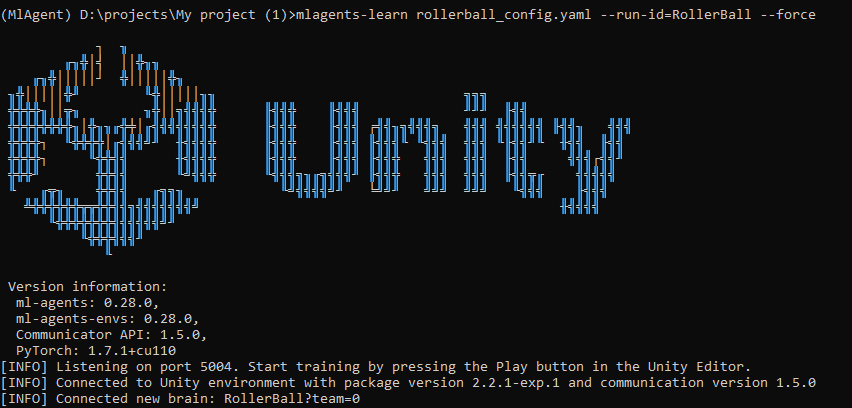 (MlAgent) D:\projects\My project (1)>mlagents-learn rollerball_config.yaml --run-id=RollerBall --force
Unity
Version information:
ml-agents: 0.28.0,
ml-agents-envs: 0.28.0,
Communicator API: 1.5.0,
PyTorch: 1.7.1+cu110
[INFO] Listening on port 5004. Start training by pressing the Play button in the Unity Editor.
[INFO] Connected to Unity environment with package version 2.2.1-exp.1 and communication version 1.5.0
[INFO] Connected new brain: RollerBall?team=0